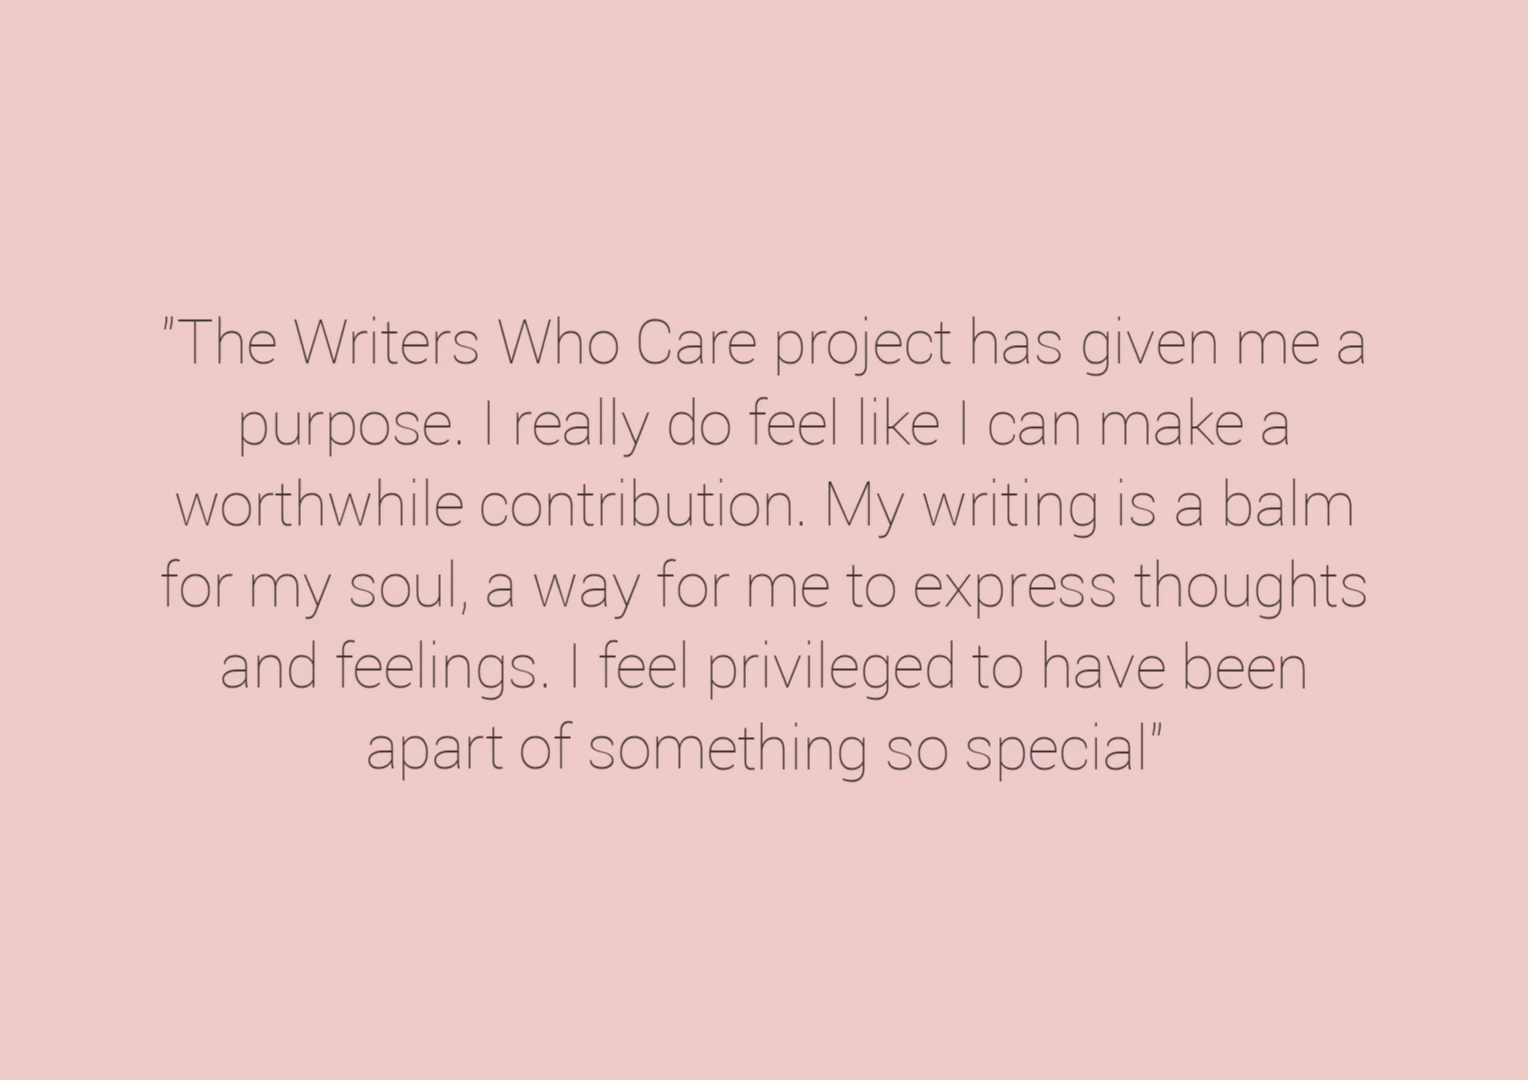 "The Writers Who Care project has given me a
purpose. I really do feel like I can make a
worthwhile contribution. My writing is a balm
for my soul, a way for me to express thoughts
and feelings. I feel privileged to have been
apart of something so special"